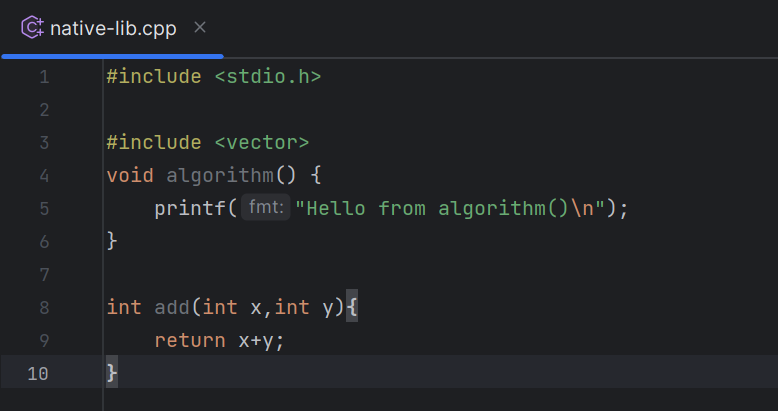 native-lib.cpp ×
1 #include <stdio.h>
2
3 #include <vector>
4 void algorithm() {
5 printf( fmt: "Hello from algorithm()\n");
6 }
7
8 int add(int x,int y){
9 return x+y;
10 }